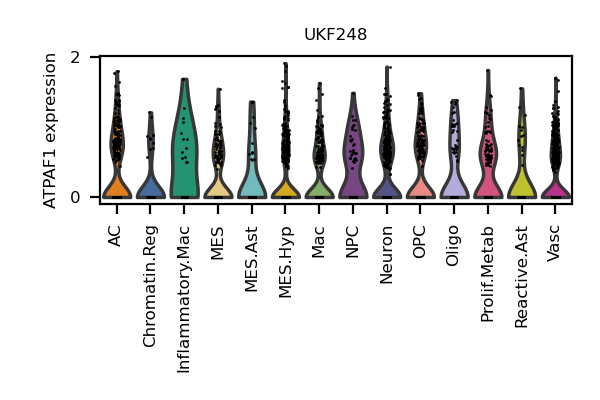 UKF248
ATPAF1 expression
2
0
AC
Chromatin.Reg
Inflammatory.Mac
MES
MES.Ast
MES.Hyp
Mac
NPC
Neuron
OPC
Oligo
Prolif.Metab
Reactive.Ast
Vasc